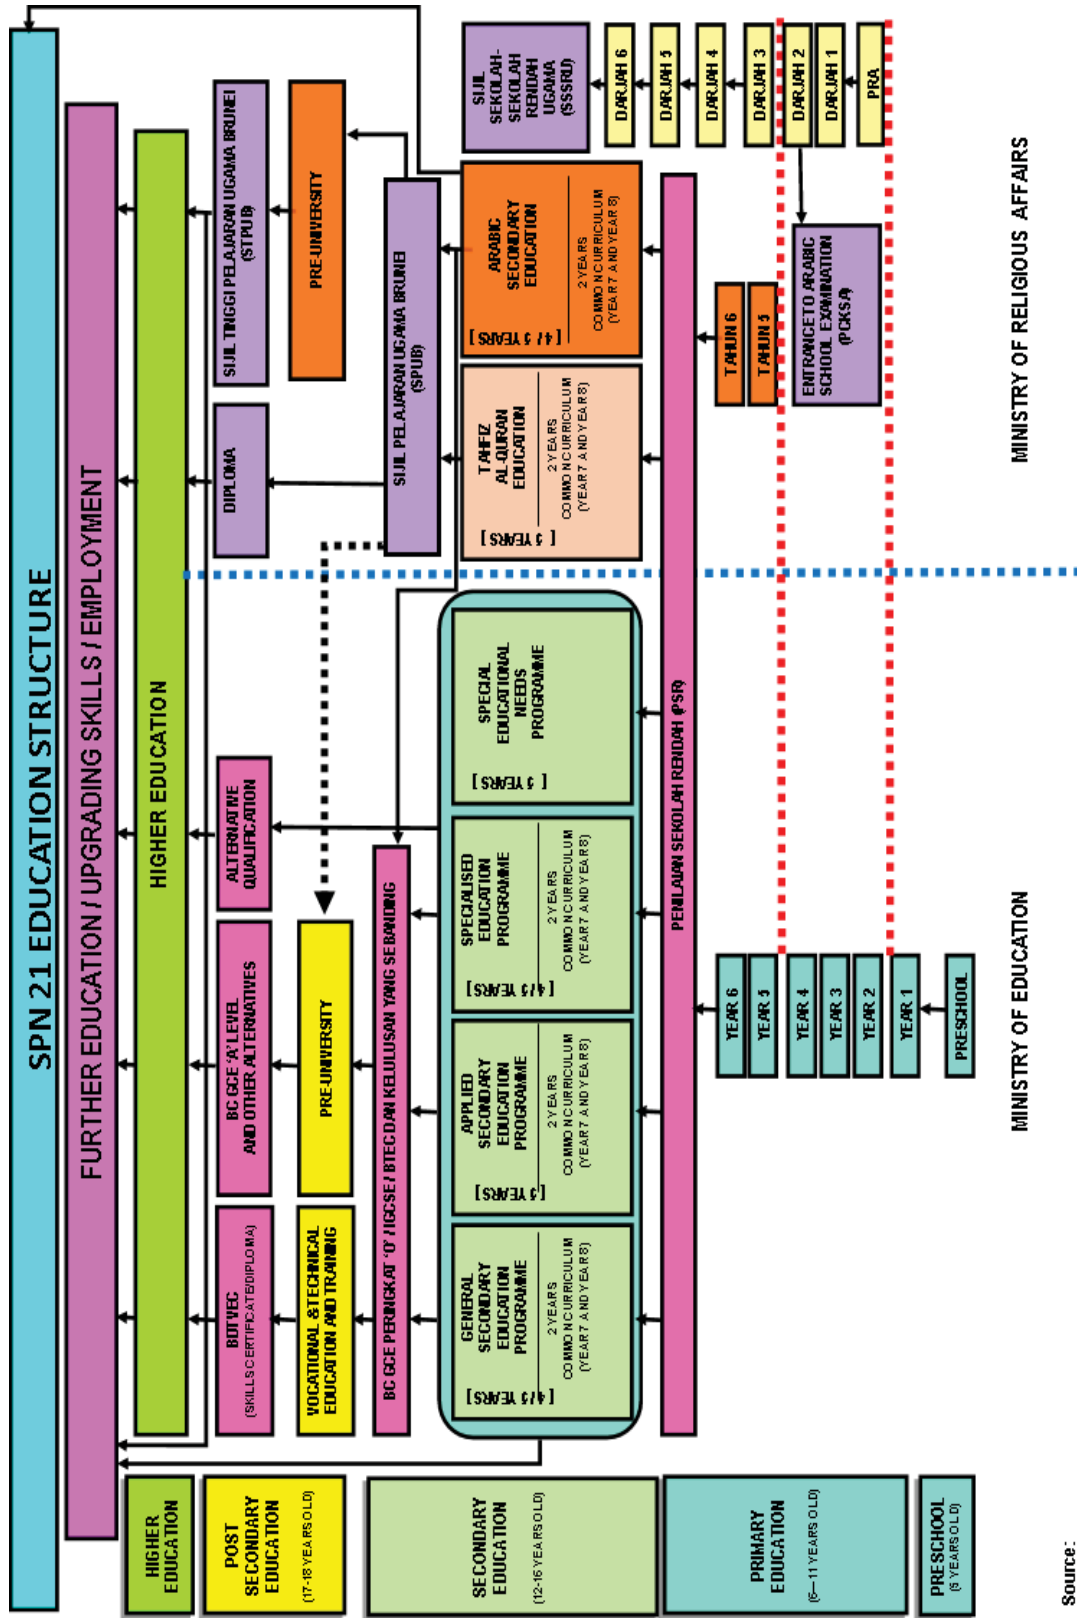 SPN 21 EDUCATION STRUCTURE
FURTHER EDUCATION / UPGRADING SKILLS / EMPLOYMENT
HIGHER
EDUCATION
HIGHER EDUCATION
POST
SECONDARY
EDUCATION
(17-18 YEARS OLD)
BDTVEC
(SKILLS CERTIFICATE/DIPLOMA)
BC GCE 'A' LEVEL
AND OTHER ALTERNATIVES
ALTERNATIVE
QUALIFICATION
DIPLOMA
SIJIL TINGGI PELAJARAN UGAMA BRUNEI
(STPUB)
VOCATIONAL & TECHNICAL
EDUCATION AND TRAINING
PRE-UNIVERSITY
PRE-UNIVERSITY
SECONDARY
EDUCATION
(12-16 YEARS OLD)
BC GCE PERINGKAT 'O' / IGCSE / BTEC DAN KELULUSAN YANG SEBANDING
SIJIL PELAJARAN UGAMA BRUNEI
(SPUB)
GENERAL
SECONDARY
EDUCATION
PROGRAMME
[ 4/5 YEARS ]
2 YEARS
COMMON CURRICULUM
(YEAR 7 AND YEAR 8)
APPLIED
SECONDARY
EDUCATION
PROGRAMME
[ 5 YEARS ]
2 YEARS
COMMON CURRICULUM
(YEAR 7 AND YEAR 8)
SPECIALISED
EDUCATION
PROGRAMME
[ 4/5 YEARS ]
2 YEARS
COMMON CURRICULUM
(YEAR 7 AND YEAR 8)
SPECIAL
EDUCATIONAL
NEEDS
PROGRAMME
[ 5 YEARS ]
TAHFIZ
AL-QURAN
EDUCATION
[ 5 YEARS ]
2 YEARS
COMMON CURRICULUM
(YEAR 7 AND YEAR 8)
ARABIC
SECONDARY
EDUCATION
[ 4 / 5 YEARS ]
2 YEARS
COMMON CURRICULUM
(YEAR 7 AND YEAR 8)
SIJIL
SEKOLAH-
SEKOLAH
RENDAH
UGAMA
(SSSRU)
PRIMARY
EDUCATION
(6–11 YEARS OLD)
PENILAIAN SEKOLAH RENDAH (PSR)
YEAR 6
YEAR 5
YEAR 4
YEAR 3
YEAR 2
YEAR 1
TAHUN 6
TAHUN 5
ENTRANCE TO ARABIC
SCHOOL EXAMINATION
(PCKSA)
DARJAH 6
DARJAH 5
DARJAH 4
DARJAH 3
DARJAH 2
DARJAH 1
PRA
PRESCHOOL
(5 YEARS OLD)
PRESCHOOL
MINISTRY OF EDUCATION
MINISTRY OF RELIGIOUS AFFAIRS
Source: